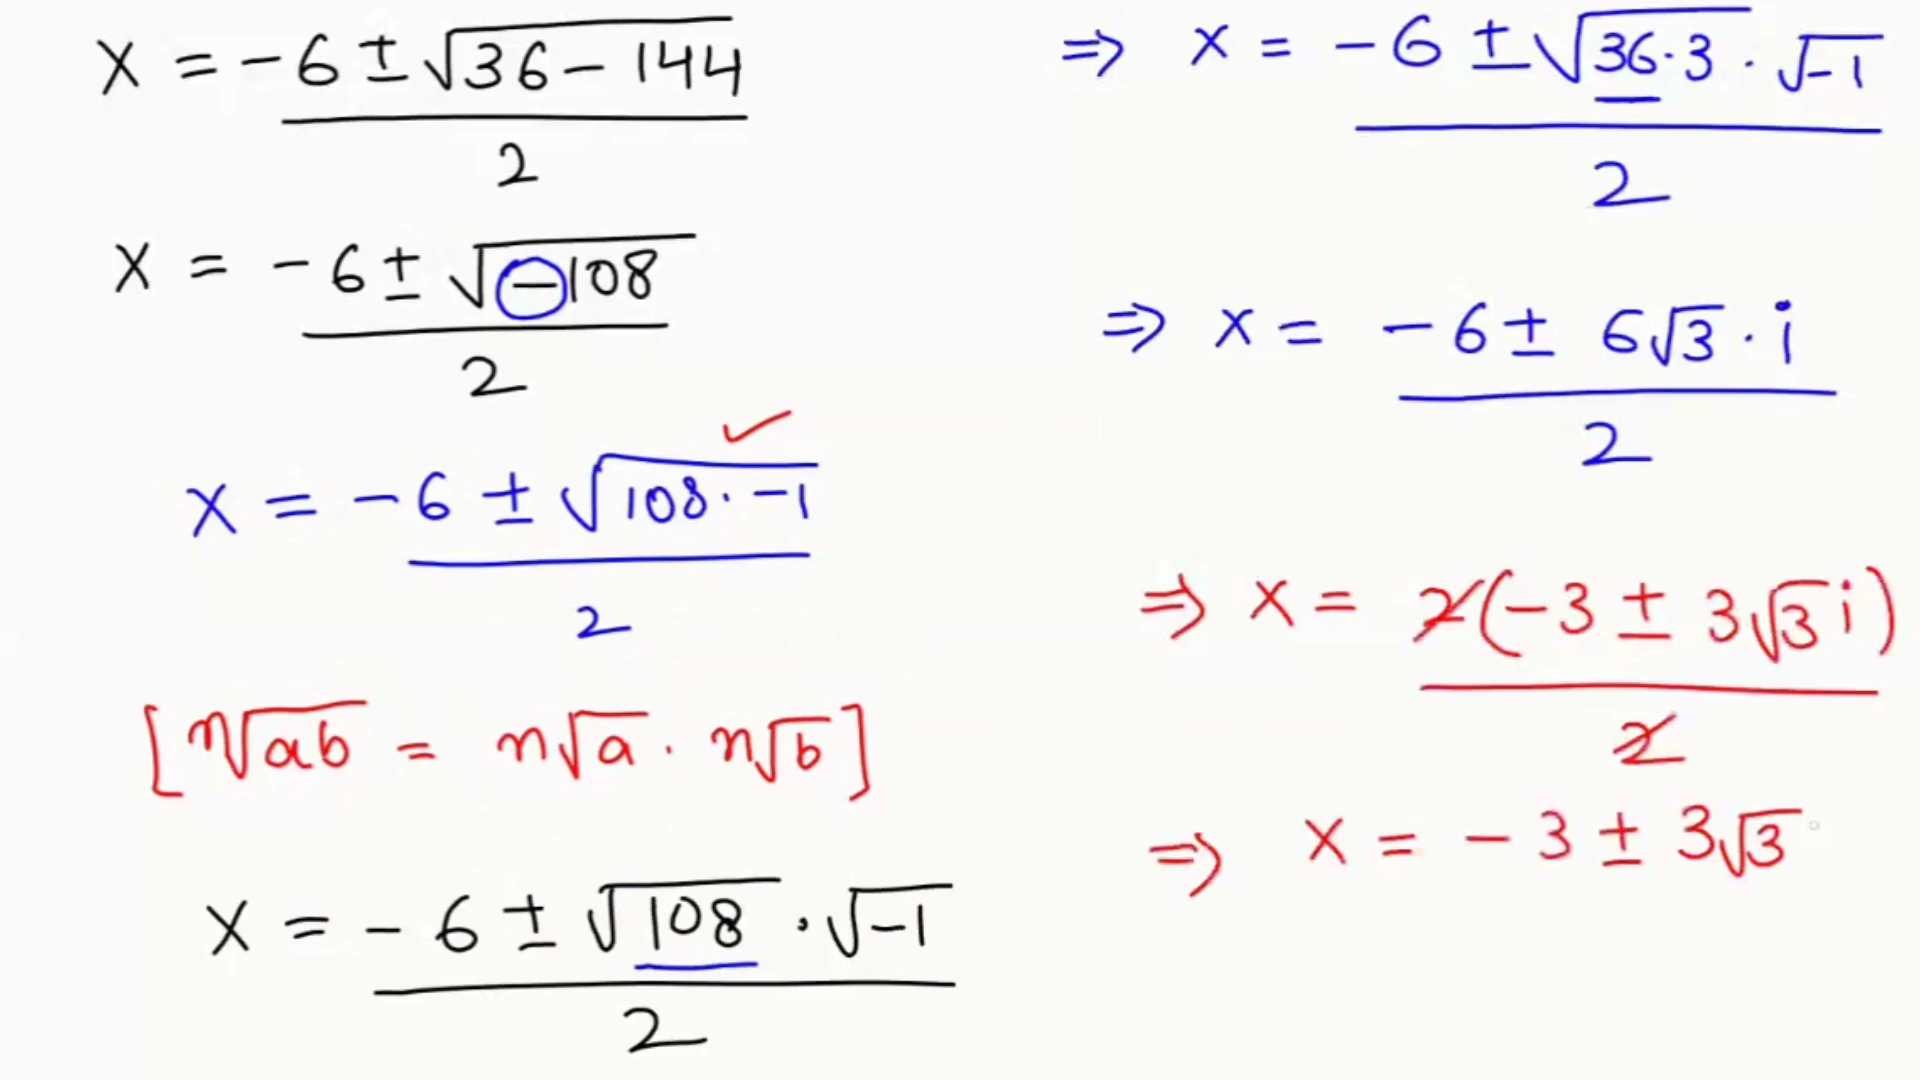 x = -6 ± √36 - 144
2
x = -6 ± √-108
2
x = -6 ± √108 · -1
2
[n√ab = n√a · n√b]
x = -6 ± √108 · √-1
2
⇒ x = -6 ± √36·3 · √-1
2
⇒ x = -6 ± 6√3 · i
2
⇒ x = 2(-3 ± 3√3 i)
2
⇒ x = -3 ± 3√3